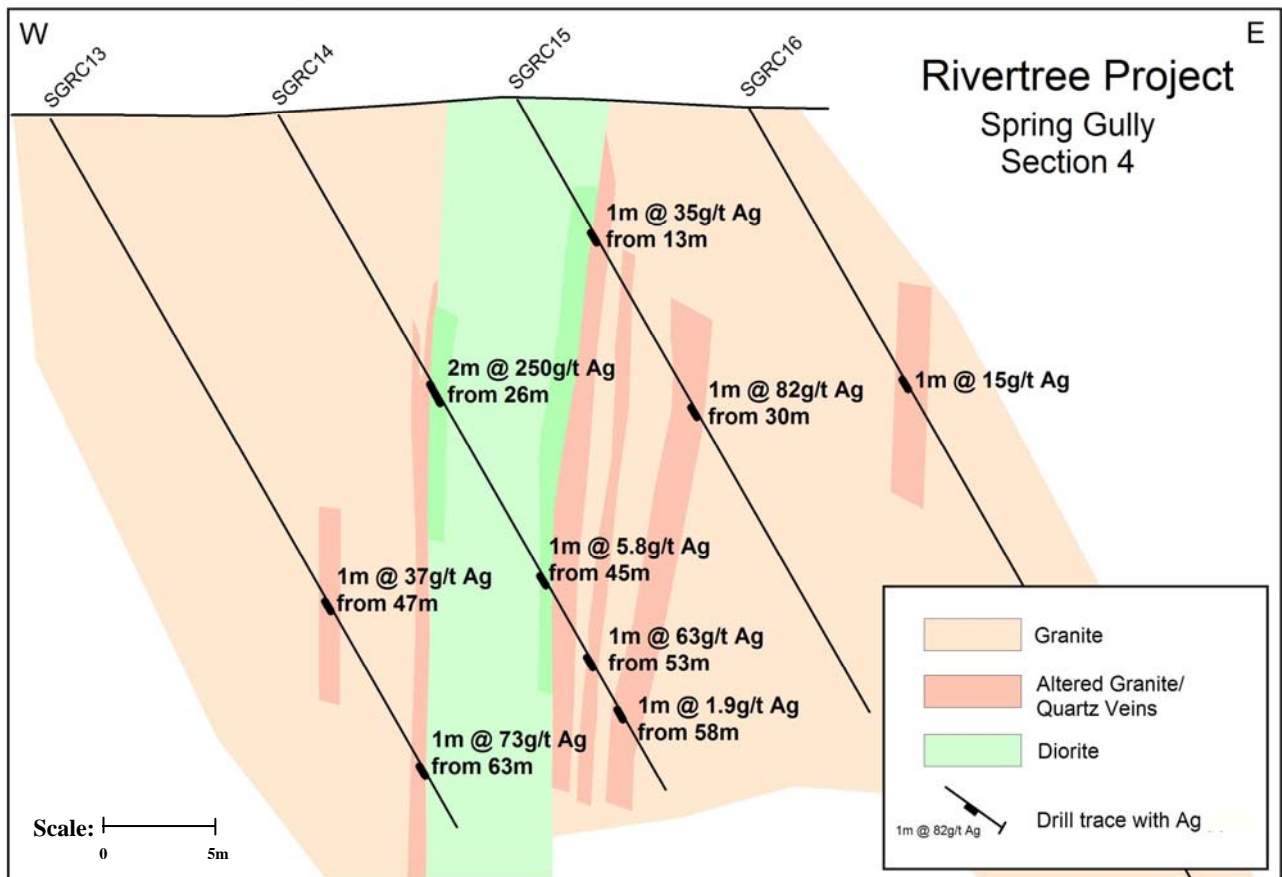 W
E
SGRC13
SGRC14
SGRC15
SGRC16
Rivertree Project
Spring Gully
Section 4
1m @ 35g/t Ag
from 13m
2m @ 250g/t Ag
from 26m
1m @ 82g/t Ag
from 30m
1m @ 15g/t Ag
1m @ 37g/t Ag
from 47m
1m @ 5.8g/t Ag
from 45m
1m @ 63g/t Ag
from 53m
1m @ 1.9g/t Ag
from 58m
1m @ 73g/t Ag
from 63m
Scale:
0
5m
Granite
Altered Granite/
Quartz Veins
Diorite
1m @ 82g/t Ag
Drill trace with Ag